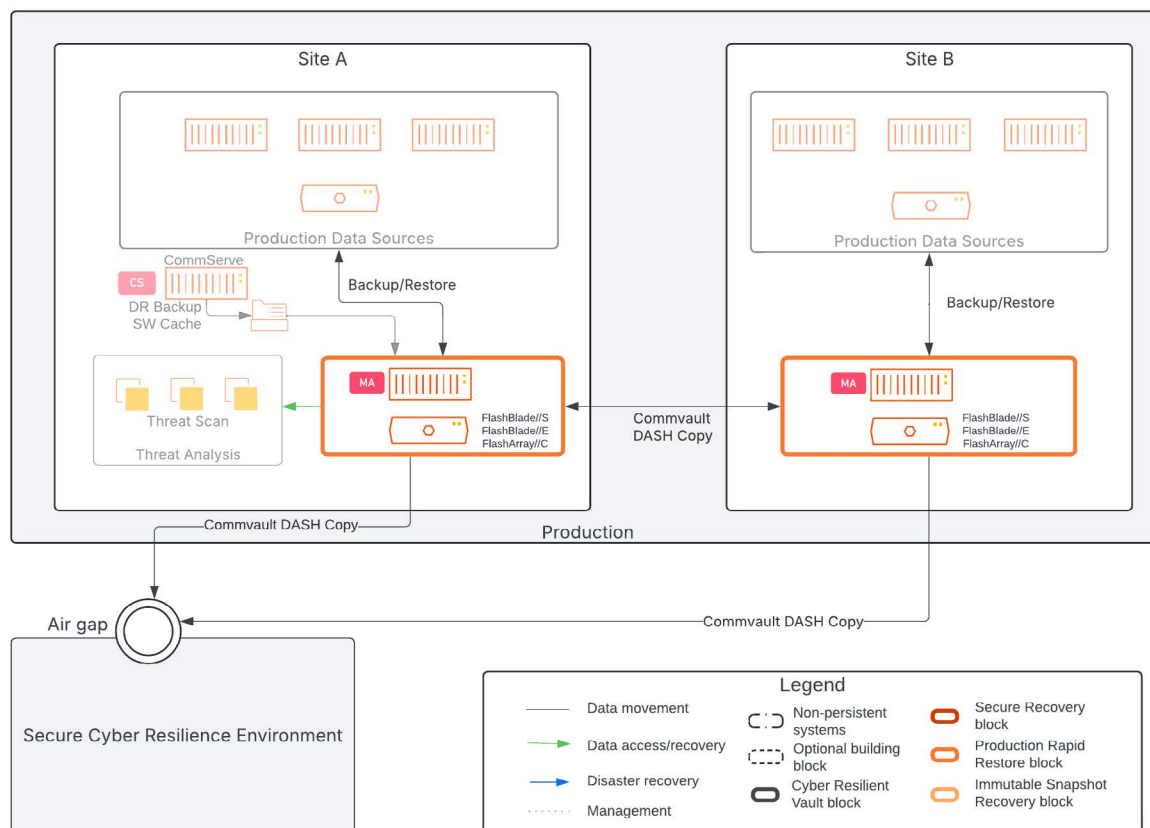 Site A
Production Data Sources
CommServe
CS
DR Backup
SW Cache
Backup/Restore
MA
FlashBlade//S
FlashBlade//E
FlashArray//C
Threat Scan
Threat Analysis
Commvault
DASH Copy
Site B
Production Data Sources
Backup/Restore
MA
FlashBlade//S
FlashBlade//E
FlashArray//C
Commvault DASH Copy
Production
Air gap
Commvault DASH Copy
Secure Cyber Resilience Environment
Legend
Data movement
Data access/recovery
Disaster recovery
Management
Non-persistent
systems
Optional building
block
Cyber Resilient
Vault block
Secure Recovery
block
Production Rapid
Restore block
Immutable Snapshot
Recovery block